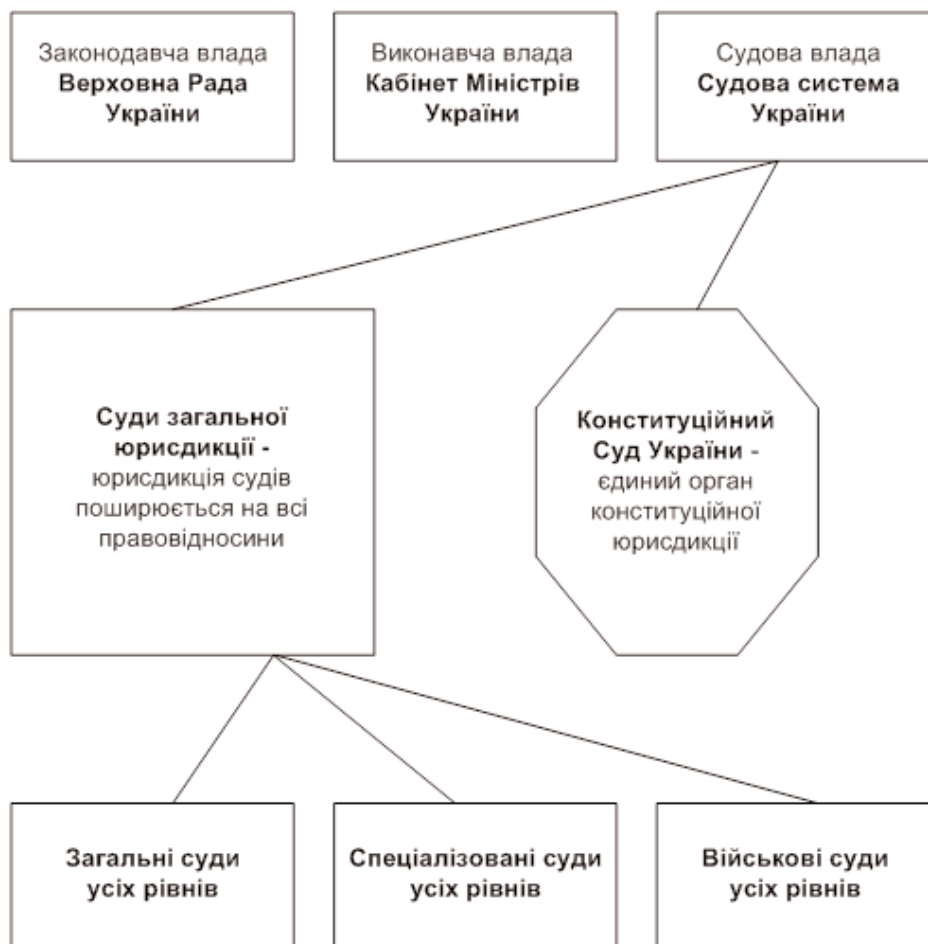 Законодавча влада
Верховна Рада
України
Виконавча влада
Кабінет Міністрів
України
Судова влада
Судова система
України
Суди загальної
юрисдикції -
юрисдикція судів
поширюється на всі
правовідносини
Конституційний
Суд України -
єдиний орган
конституційної
юрисдикції
Загальні суди
усіх рівнів
Спеціалізовані суди
усіх рівнів
Військові суди
усіх рівнів